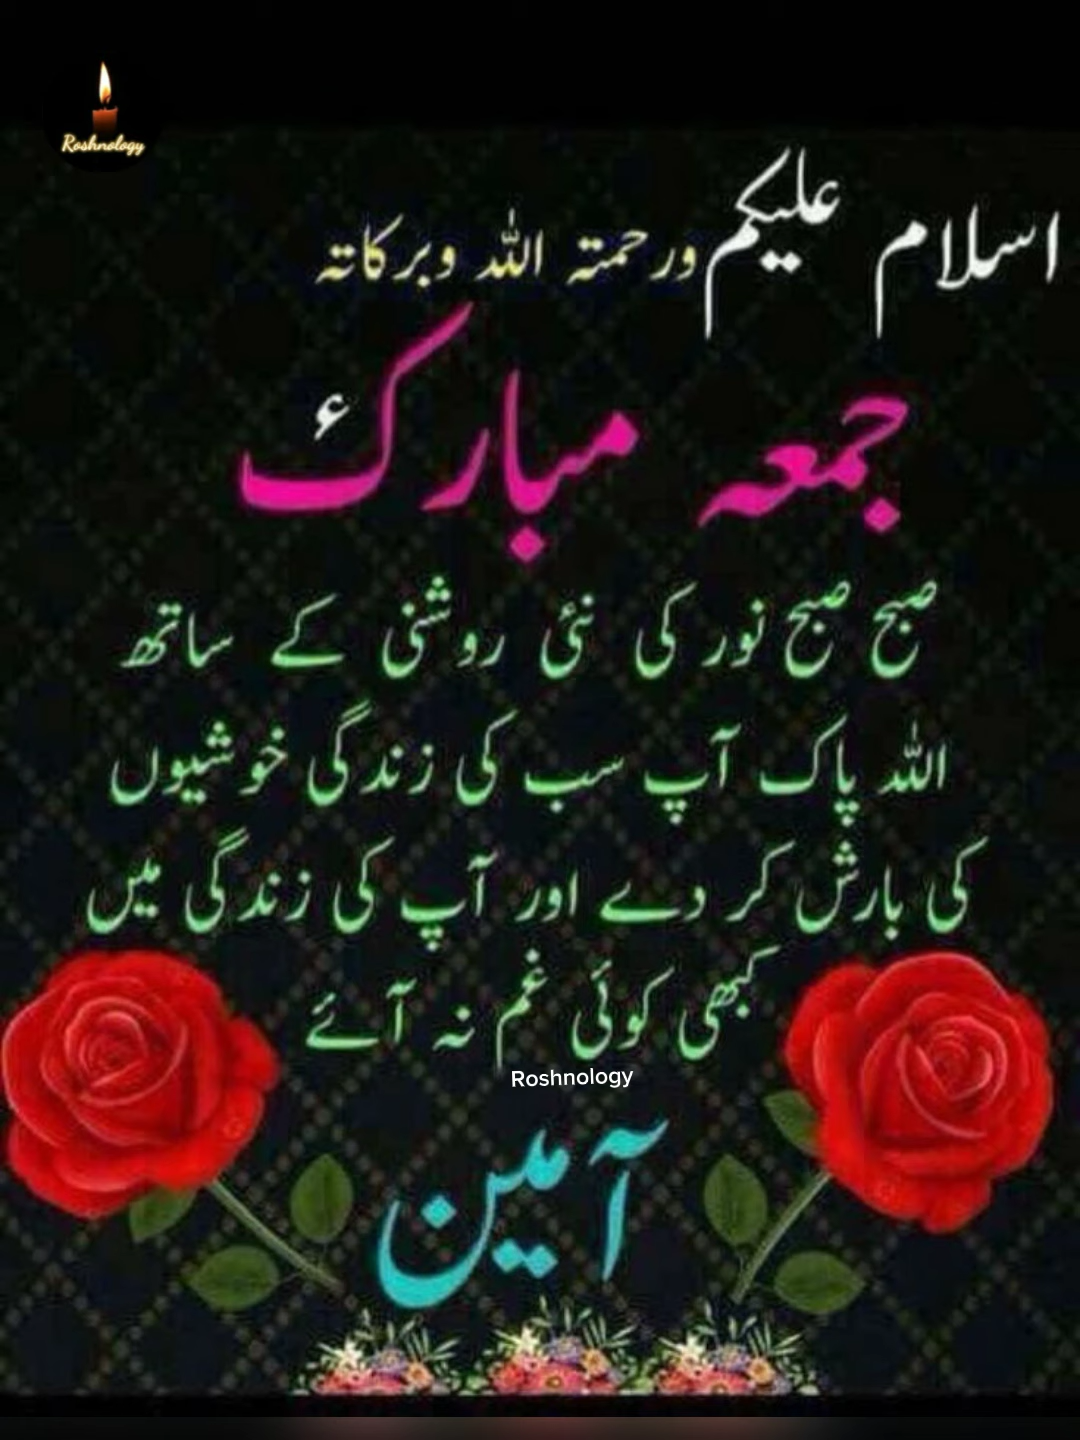 Roshnology
اسلام علیکم ورحمتہ اللہ وبرکاتہ
جمعہ مبارک
صبح صبح نور کی نئی روشنی کے ساتھ
اللہ پاک آپ سب کی زندگی خوشیوں
کی بارش کر دے اور آپ کی زندگی میں
کبھی کوئی غم نہ آئے
Roshnology
آمین